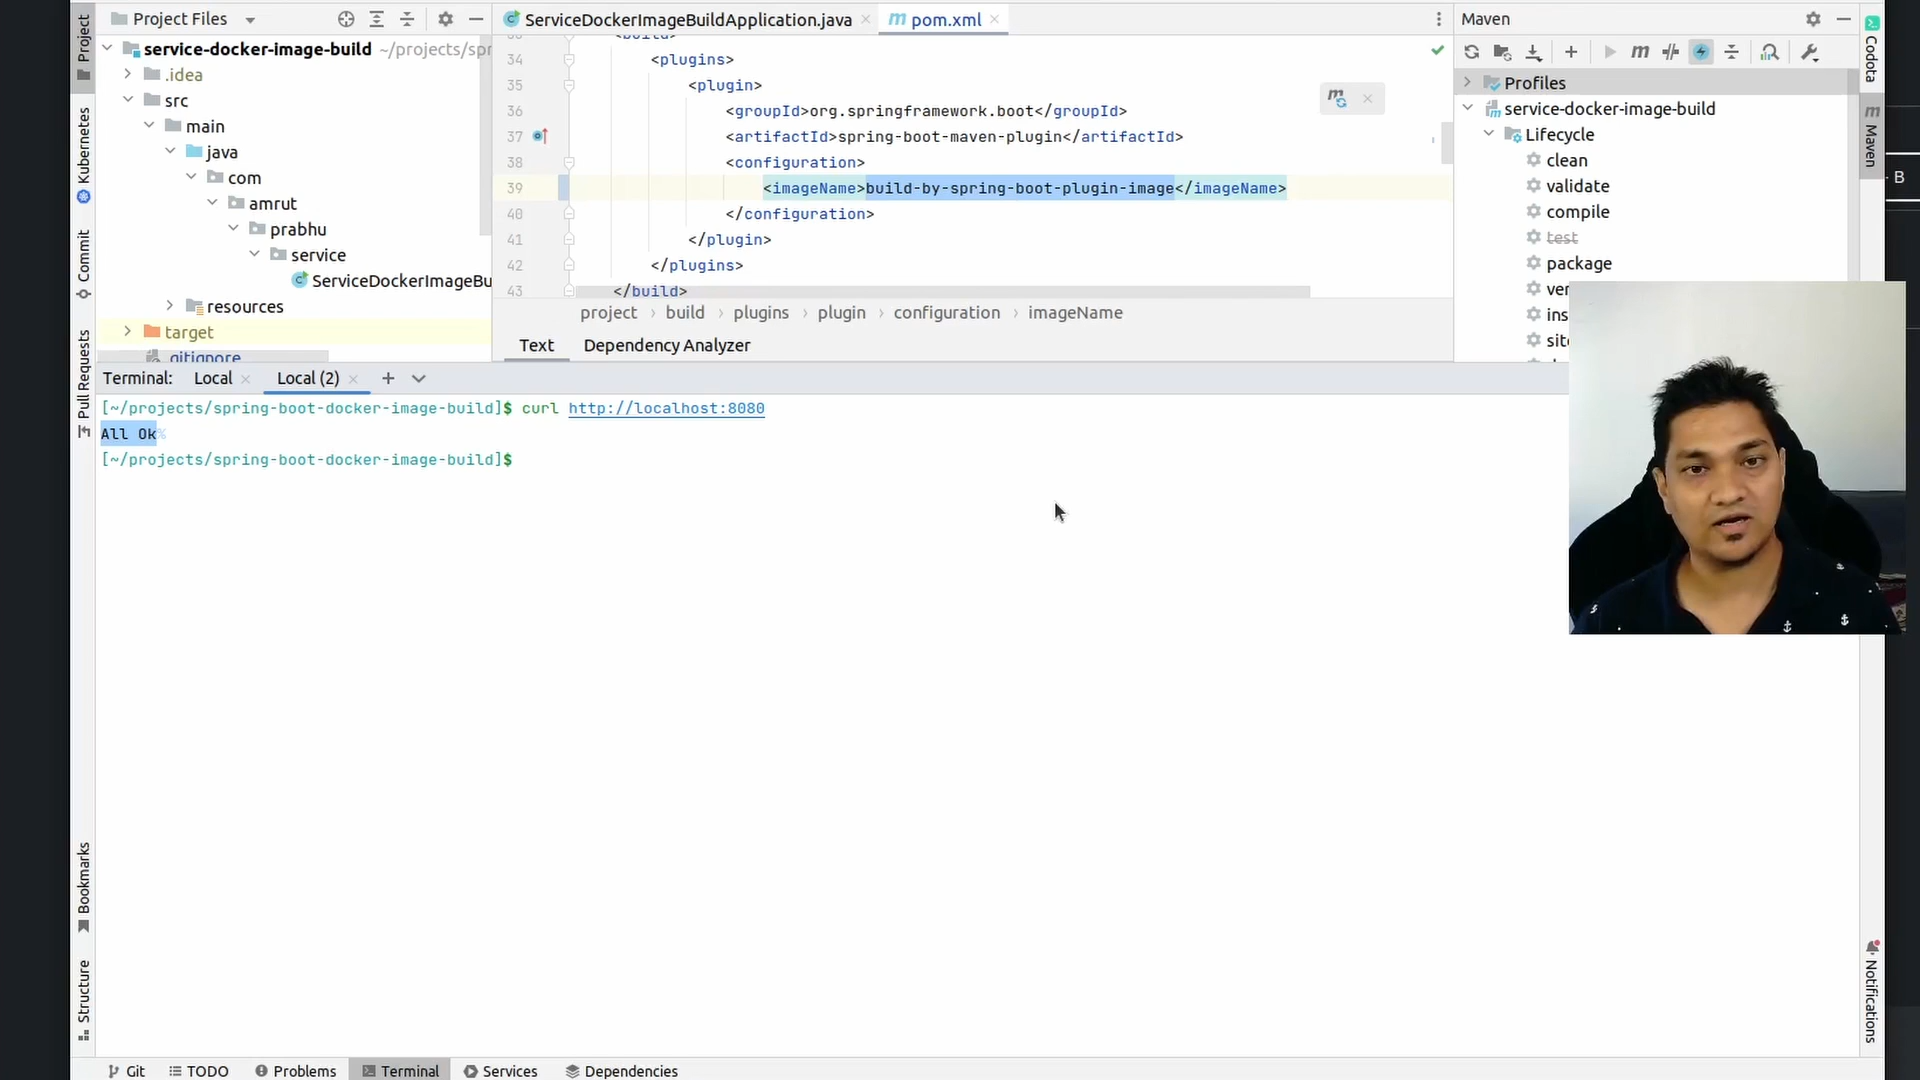 Project Files
ServiceDockerImageBuildApplication.java
pom.xml
Maven
service-docker-image-build ~/projects/spr
.idea
src
main
java
com
amrut
prabhu
service
ServiceDockerImageBu
resources
target
.gitignore
<build>
34 <plugins>
35 <plugin>
36 <groupId>org.springframework.boot</groupId>
37 <artifactId>spring-boot-maven-plugin</artifactId>
38 <configuration>
39 <imageName>build-by-spring-boot-plugin-image</imageName>
40 </configuration>
41 </plugin>
42 </plugins>
43 </build>
project › build › plugins › plugin › configuration › imageName
Text Dependency Analyzer
Profiles
service-docker-image-build
Lifecycle
clean
validate
compile
test
package
ver
ins
site
Terminal: Local Local (2)
[~/projects/spring-boot-docker-image-build]$ curl http://localhost:8080
All Ok%
[~/projects/spring-boot-docker-image-build]$
Project
Kubernetes
Commit
Pull Requests
Bookmarks
Structure
Codota
Maven
- B
Notifications
Git TODO Problems Terminal Services Dependencies